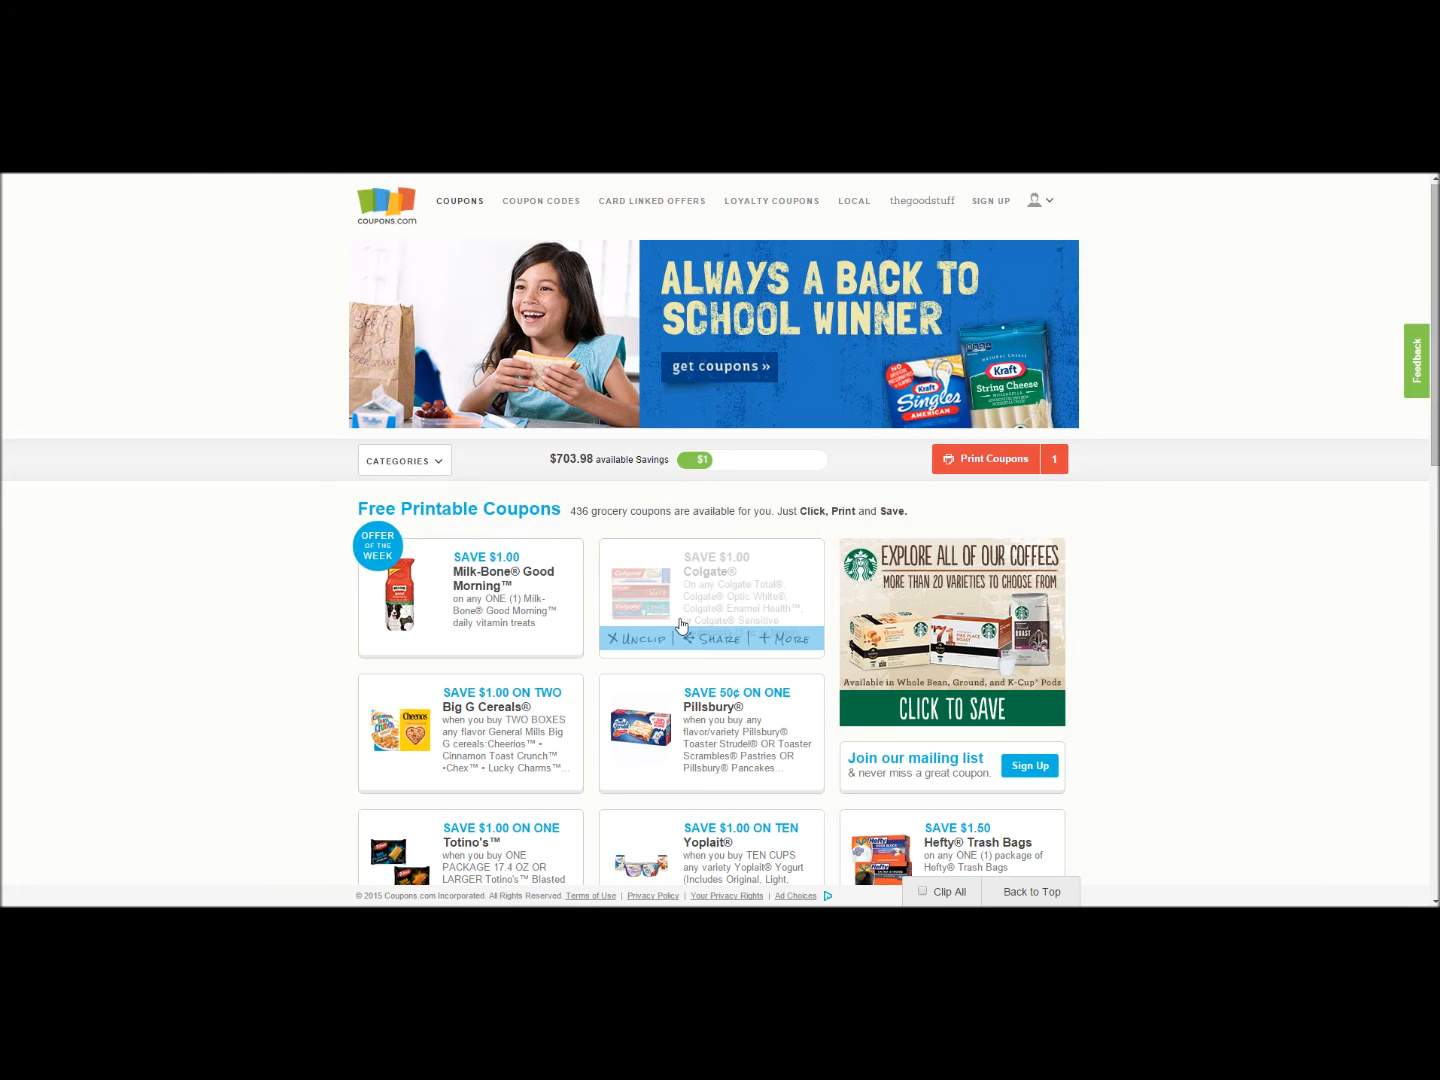 COUPONS.com
COUPONS
COUPON CODES
CARD LINKED OFFERS
LOYALTY COUPONS
LOCAL
thegoodstuff
SIGN UP
ALWAYS A BACK TO
SCHOOL WINNER
get coupons »
Kraft
Singles
AMERICAN
NATURAL CHEESE
Kraft
String Cheese
MOZZARELLA
Feedback
CATEGORIES
$703.98 available Savings
$1
Print Coupons
1
Free Printable Coupons
436 grocery coupons are available for you. Just Click, Print and Save.
OFFER
OF THE
WEEK
SAVE $1.00
Milk-Bone® Good
Morning™
on any ONE (1) Milk-
Bone® Good Morning™
daily vitamin treats
SAVE $1.00
Colgate®
On any Colgate Total®,
Colgate® Optic White®,
Colgate® Enamel Health™,
or Colgate® Sensitive
X UNCLIP | SHARE | + MORE
EXPLORE ALL OF OUR COFFEES
MORE THAN 20 VARIETIES TO CHOOSE FROM
Available in Whole Bean, Ground, and K-Cup® Pods
CLICK TO SAVE
SAVE $1.00 ON TWO
Big G Cereals®
when you buy TWO BOXES
any flavor General Mills Big
G cereals:Cheerios™ •
Cinnamon Toast Crunch™
•Chex™ • Lucky Charms™...
Cheerios
SAVE 50¢ ON ONE
Pillsbury®
when you buy any
flavor/variety Pillsbury®
Toaster Strudel® OR Toaster
Scrambles® Pastries OR
Pillsbury® Pancakes...
Join our mailing list
& never miss a great coupon.
Sign Up
SAVE $1.00 ON ONE
Totino's™
when you buy ONE
PACKAGE 17.4 OZ OR
LARGER Totino's™ Blasted
SAVE $1.00 ON TEN
Yoplait®
when you buy TEN CUPS
any variety Yoplait® Yogurt
(Includes Original, Light,
SAVE $1.50
Hefty® Trash Bags
on any ONE (1) package of
Hefty® Trash Bags
Hefty
© 2015 Coupons.com Incorporated. All Rights Reserved. Terms of Use | Privacy Policy | Your Privacy Rights | Ad Choices
Clip All
Back to Top